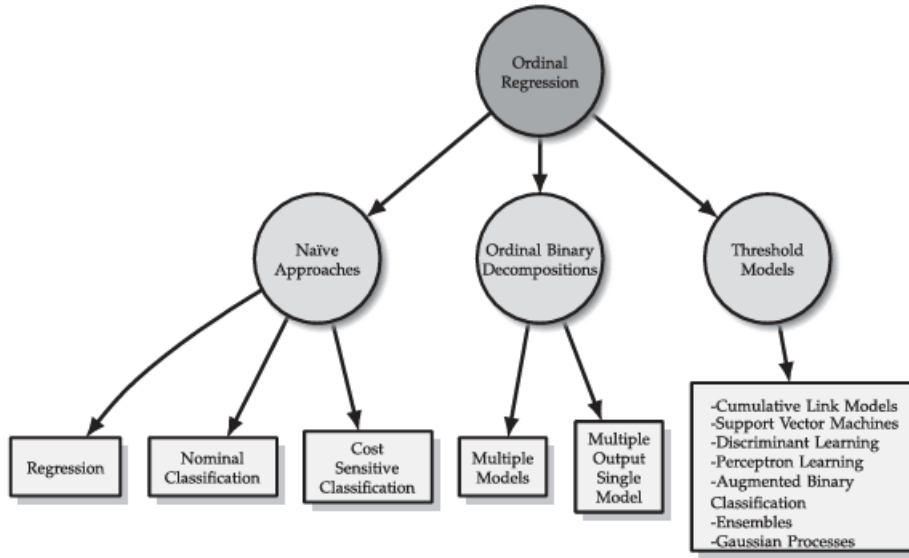 Ordinal
Regression
Naïve
Approaches
Ordinal Binary
Decompositions
Threshold
Models
Regression
Nominal
Classification
Cost
Sensitive
Classification
Multiple
Models
Multiple
Output
Single
Model
-Cumulative Link Models
-Support Vector Machines
-Discriminant Learning
-Perceptron Learning
-Augmented Binary
Classification
-Ensembles
-Gaussian Processes